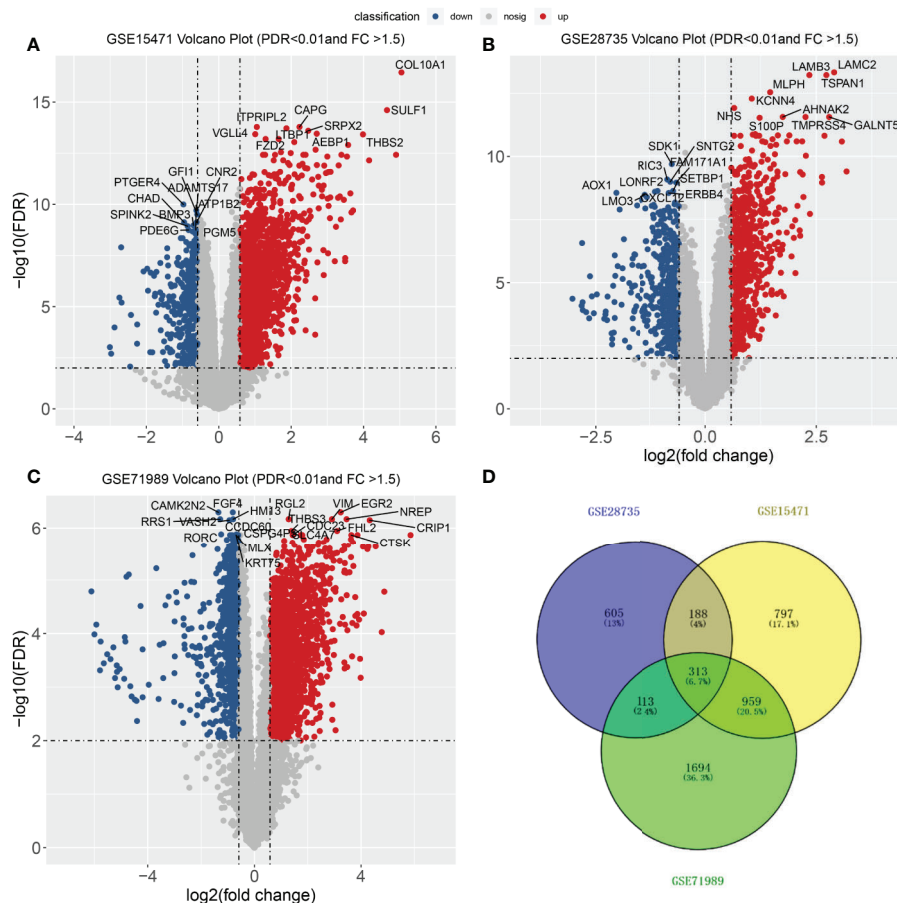 classification down nosig up
A
GSE15471 Volcano Plot (PDR<0.01and FC >1.5)
COL10A1
SULF1
ITPRIPL2
CAPG
SRPX2
VGLL4
LTBP1
THBS2
FZD2
AEBP1
GFI1
CNR2
PTGER4
ADAMTS17
CHAD
ATP1B2
SPINK2
BMP3
PDE6G
PGM5
−log10(FDR)
15
10
5
0
−4
−2
0
2
4
6
B
GSE28735 Volcano Plot (PDR<0.01and FC >1.5)
LAMB3
LAMC2
MLPH
TSPAN1
KCNN4
NHS
AHNAK2
S100P
TMPRSS4
GALNT5
SDK1
SNTG2
RIC3
FAM171A1
LONRF2
SETBP1
AOX1
ERBB4
LMO3
CXCL12
10
5
0
−2.5
0.0
2.5
log2(fold change)
C
GSE71989 Volcano Plot (PDR<0.01and FC >1.5)
CAMK2N2
FGF4
HM13
RGL2
VIM
EGR2
NREP
RRS1
VASH2
THBS3
CRIP1
CCDC60
CSPG4P
CDC23
FHL2
RORC
MLX
SLC4A7
CTSK
KRT75
−log10(FDR)
6
4
2
0
−4
0
4
log2(fold change)
D
GSE28735
GSE15471
605
(13%)
188
(4%)
797
(17.1%)
313
(6.7%)
113
(2.4%)
959
(20.5%)
1694
(36.3%)
GSE71989